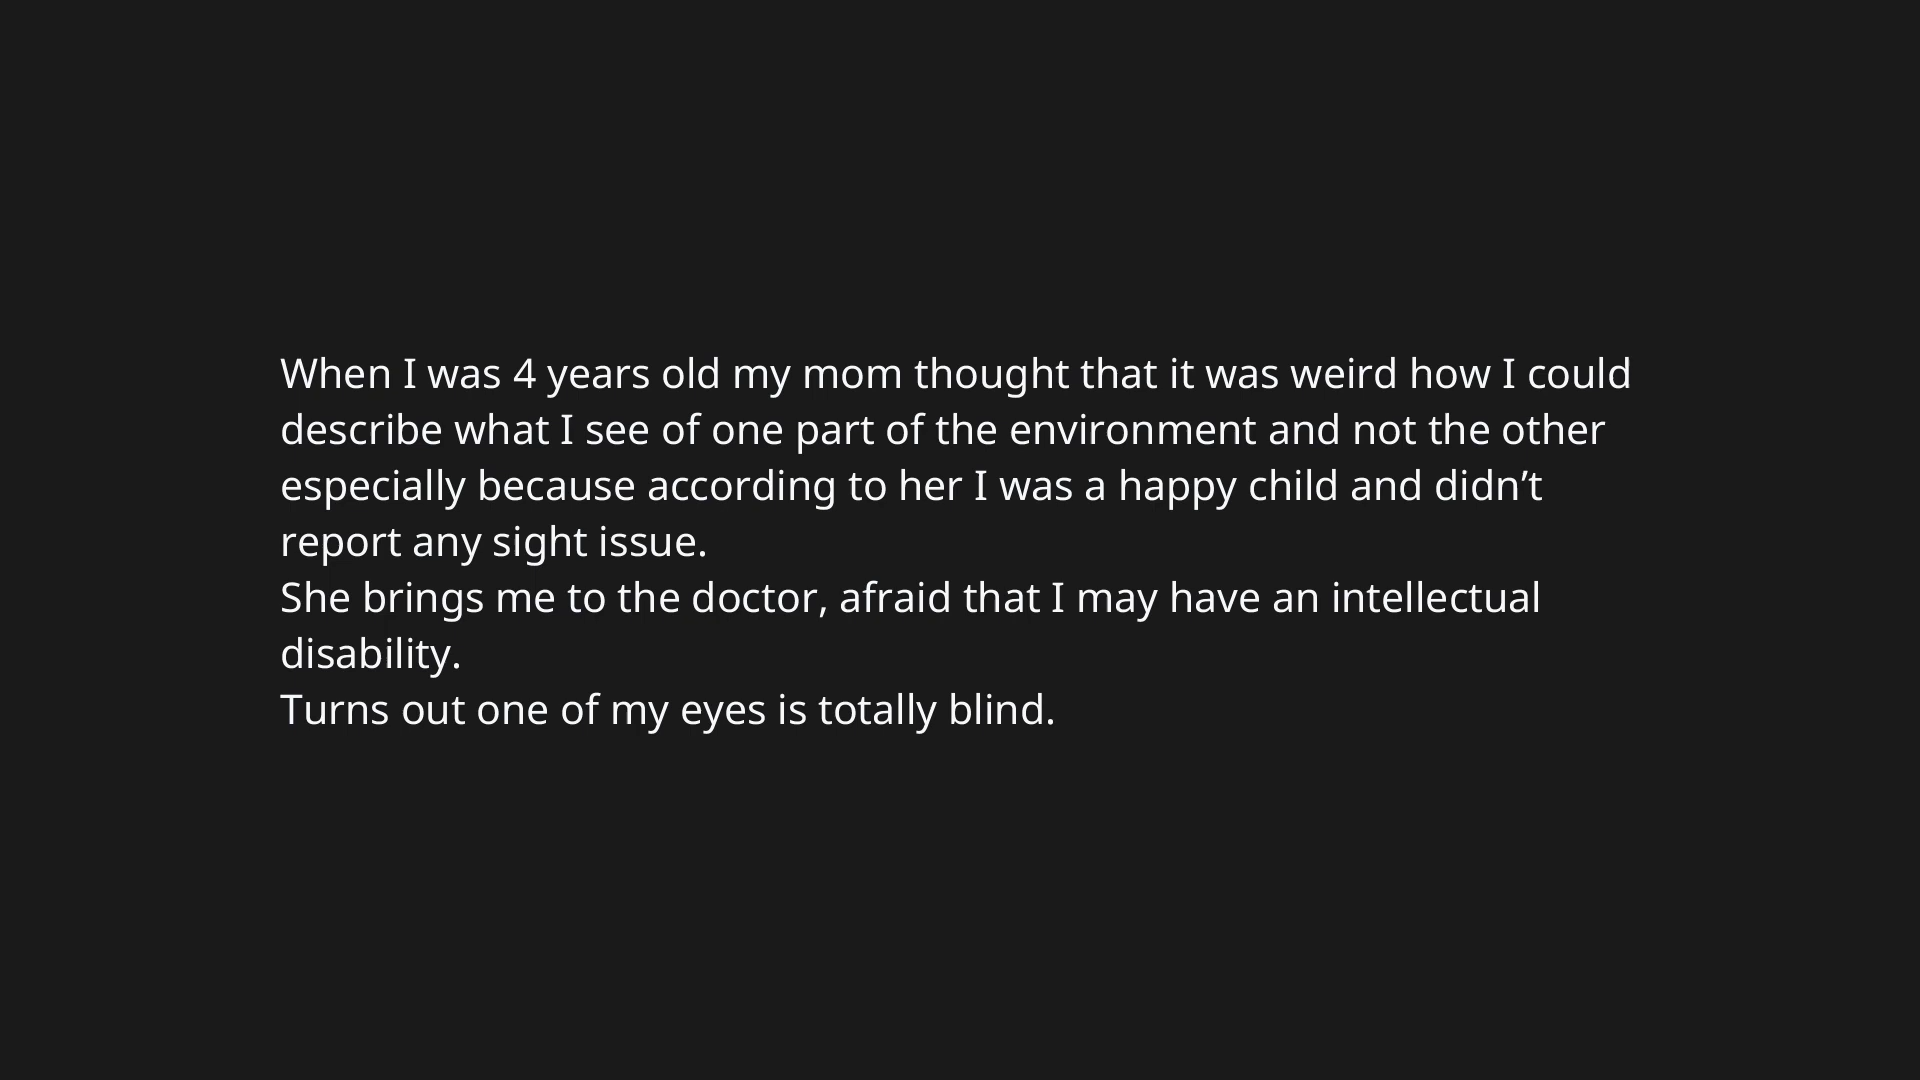 When I was 4 years old my mom thought that it was weird how I could
describe what I see of one part of the environment and not the other
especially because according to her I was a happy child and didn’t
report any sight issue.
She brings me to the doctor, afraid that I may have an intellectual
disability.
Turns out one of my eyes is totally blind.